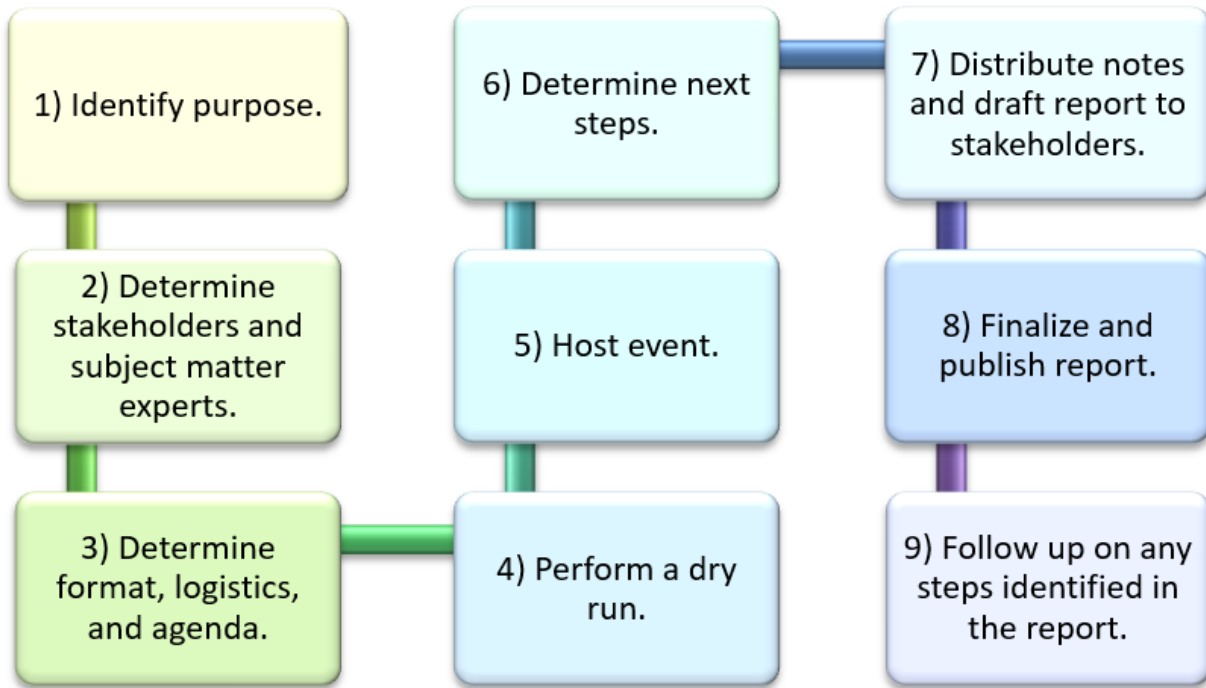 1) Identify purpose.
2) Determine
stakeholders and
subject matter
experts.
3) Determine
format, logistics,
and agenda.
4) Perform a dry
run.
5) Host event.
6) Determine next
steps.
7) Distribute notes
and draft report to
stakeholders.
8) Finalize and
publish report.
9) Follow up on any
steps identified in
the report.